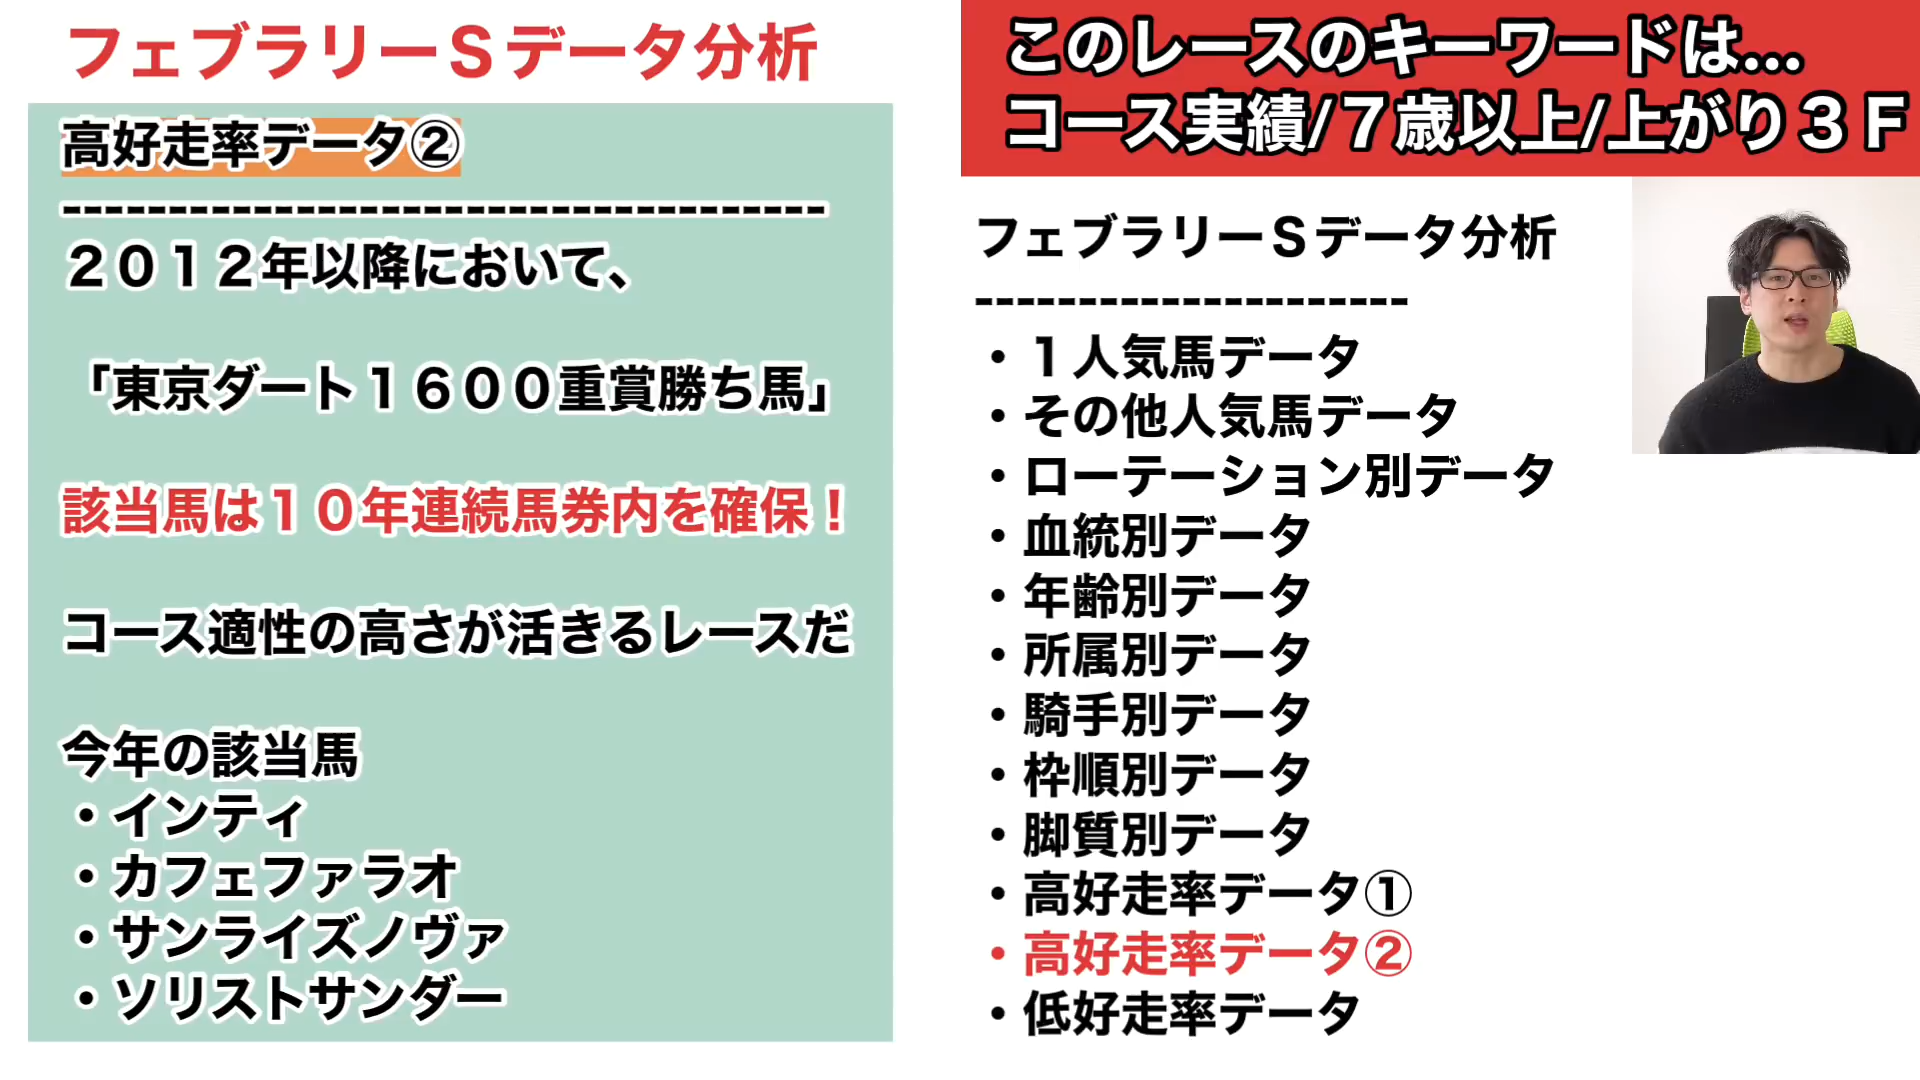 フェブラリーＳデータ分析
高好走率データ②
------------------------------------
２０１２年以降において、
「東京ダート１６００重賞勝ち馬」
該当馬は１０年連続馬券内を確保！
コース適性の高さが活きるレースだ
今年の該当馬
・インティ
・カフェファラオ
・サンライズノヴァ
・ソリストサンダー
このレースのキーワードは...
コース実績/７歳以上/上がり３Ｆ
フェブラリーＳデータ分析
---------------------
・１人気馬データ
・その他人気馬データ
・ローテーション別データ
・血統別データ
・年齢別データ
・所属別データ
・騎手別データ
・枠順別データ
・脚質別データ
・高好走率データ①
・高好走率データ②
・低好走率データ